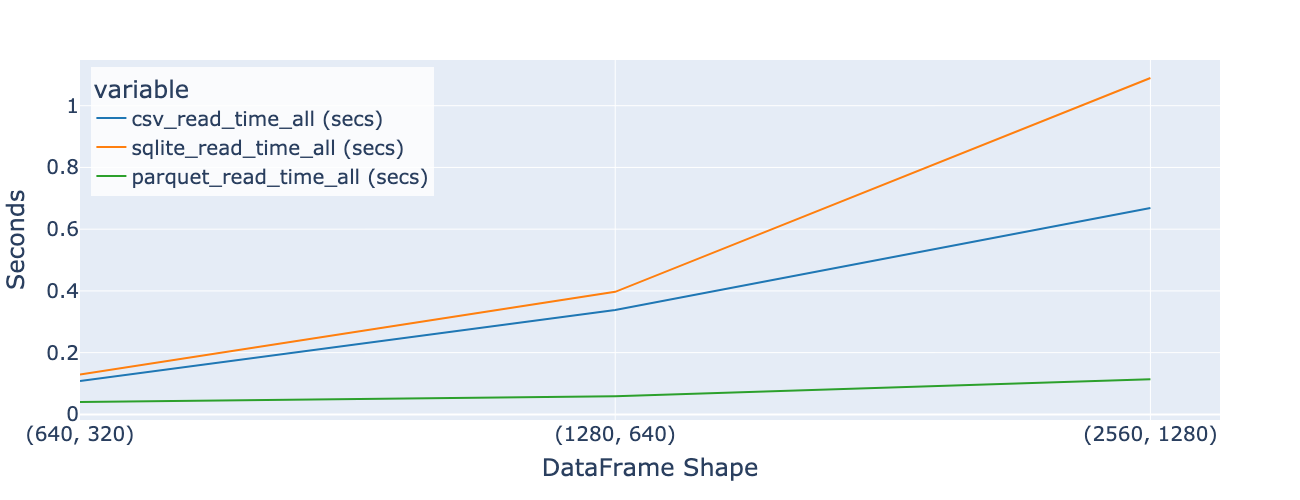 variable
csv_read_time_all (secs)
sqlite_read_time_all (secs)
parquet_read_time_all (secs)
Seconds
1
0.8
0.6
0.4
0.2
0
(640, 320)
(1280, 640)
(2560, 1280)
DataFrame Shape